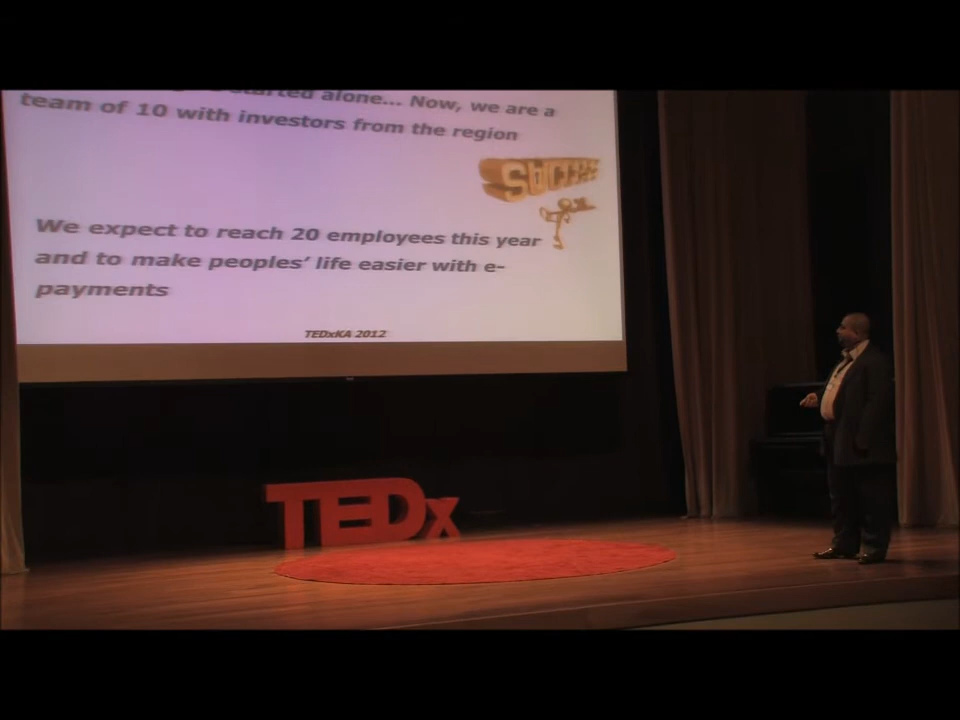 started alone... Now, we are a
team of 10 with investors from the region
SUCCESS
We expect to reach 20 employees this year
and to make peoples' life easier with e-
payments
TEDxKA 2012
TEDx